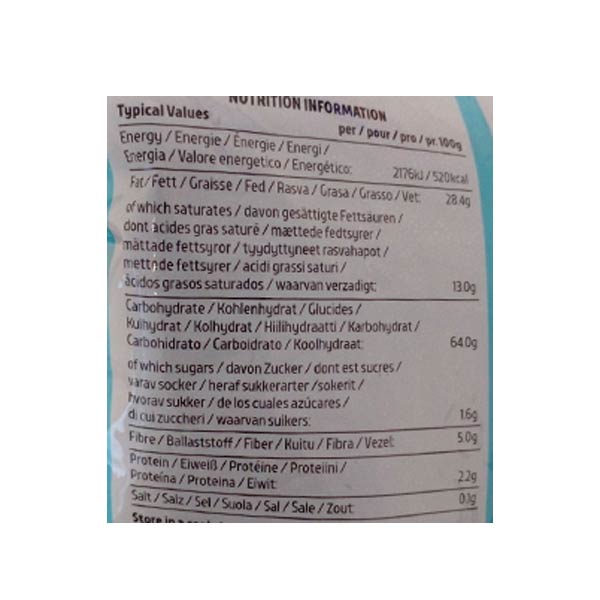 NUTRITION INFORMATION
Typical Values per / pour / pro / pr. 100g
Energy / Energie / Énergie / Energi /
Energia / Valore energetico / Energético: 2176kJ / 520kcal
Fat / Fett / Graisse / Fed / Rasva / Grasa / Grasso / Vet: 28.4g
of which saturates / davon gesättigte Fettsäuren /
dont acides gras saturé / mættede fedtsyrer /
mättade fettsyror / tyydyttyneet rasvahapot /
mettede fettsyrer / acidi grassi saturi /
ácidos grasos saturados / waarvan verzadigt: 13.0g
Carbohydrate / Kohlenhydrat / Glucides /
Kulhydrat / Kolhydrat / Hiilihydraatti / Karbohydrat /
Carbohidrato / Carboidrato / Koolhydraat: 64.0g
of which sugars / davon Zucker / dont est sucres /
varav socker / heraf sukkerarter /sokerit /
hvorav sukker / de los cuales azúcares /
di cui zuccheri / waarvan suikers: 1.6g
Fibre / Ballaststoff / Fiber / Kuitu / Fibra / Vezel: 5.0g
Protein / Eiweiß / Protéine / Proteiini /
Proteína / Proteina / Eiwit: 2.2g
Salt / Salz / Sel / Suola / Sal / Sale / Zout: 0.1g
Store in a